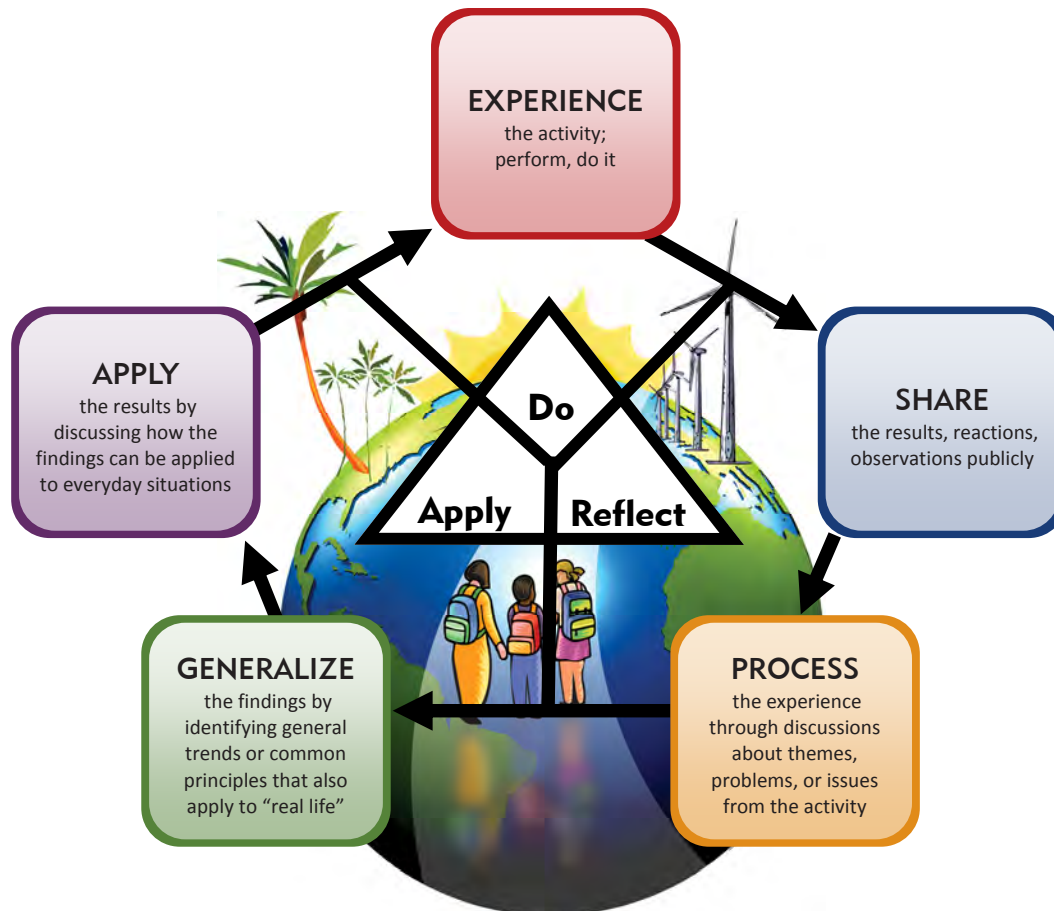 EXPERIENCE
the activity;
perform, do it
SHARE
the results, reactions,
observations publicly
PROCESS
the experience
through discussions
about themes,
problems, or issues
from the activity
GENERALIZE
the findings by
identifying general
trends or common
principles that also
apply to “real life”
APPLY
the results by
discussing how the
findings can be applied
to everyday situations
Do
Reflect
Apply